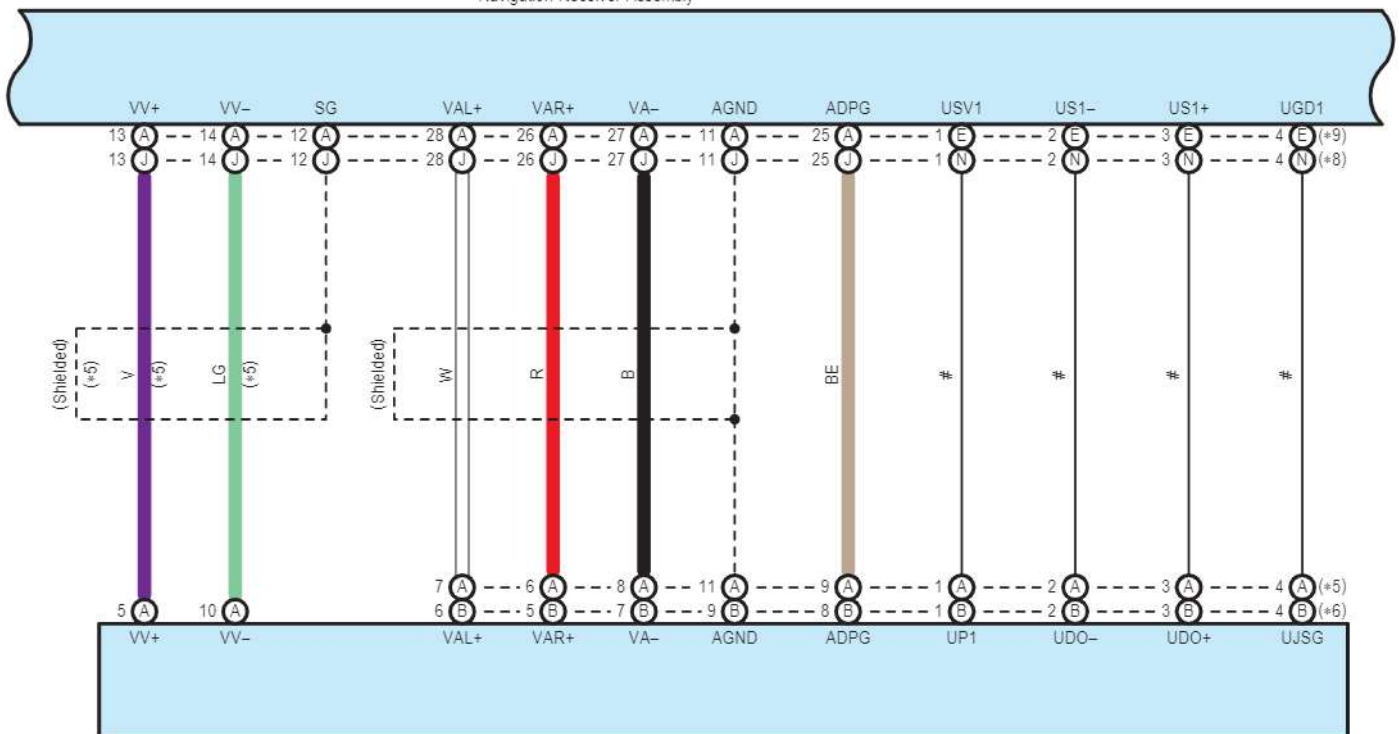 Navigation Receiver Assembly
VV+ VV– SG VAL+ VAR+ VA– AGND ADPG USV1 US1– US1+ UGD1
13 A 14 A 12 A 28 A 26 A 27 A 11 A 25 A 1 E 2 E 3 E 4 E (*9)
13 J 14 J 12 J 28 J 26 J 27 J 11 J 25 J 1 N 2 N 3 N 4 N (*8)
(Shielded) (*5) V (*5) LG (*5) (Shielded) W R B BE # # # #
7 A 6 A 8 A 11 A 9 A 1 A 2 A 3 A 4 A (*5)
5 A 10 A 6 B 5 B 7 B 9 B 8 B 1 B 2 B 3 B 4 B (*6)
VV+ VV– VAL+ VAR+ VA– AGND ADPG UP1 UDO– UDO+ UJSG